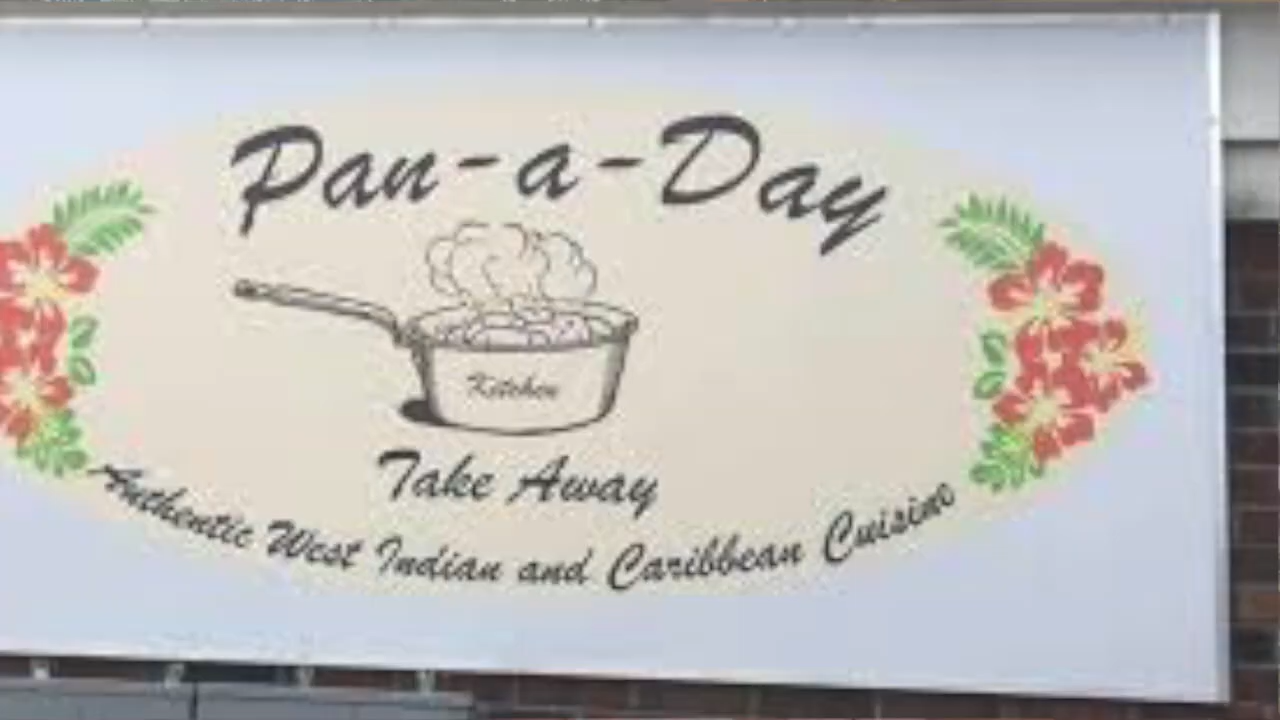 Pan-a-Day
Kitchen
Take Away
Authentic West Indian and Caribbean Cuisine